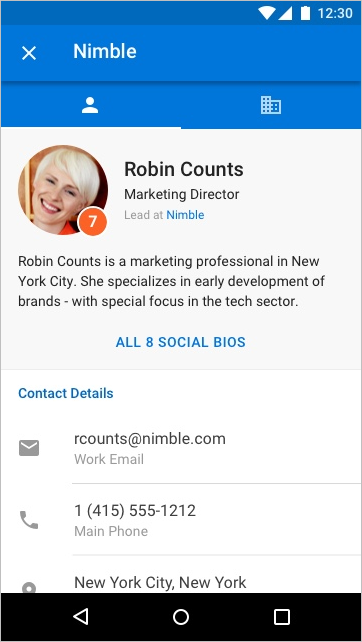 12:30
Nimble
Robin Counts
Marketing Director
Lead at Nimble
7
Robin Counts is a marketing professional in New
York City. She specializes in early development of
brands - with special focus in the tech sector.
ALL 8 SOCIAL BIOS
Contact Details
rcounts@nimble.com
Work Email
1 (415) 555-1212
Main Phone
New York City, New York